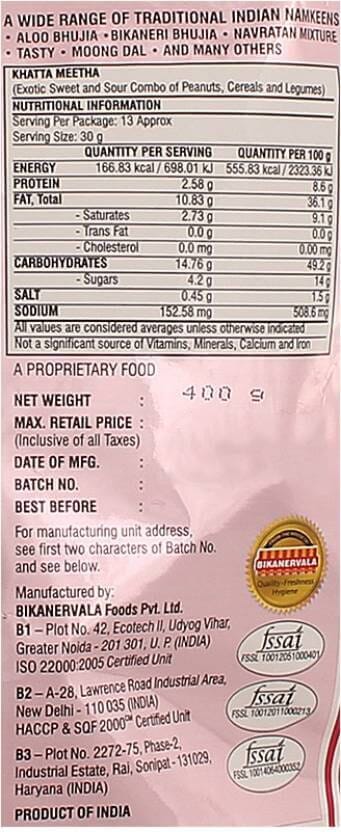 A WIDE RANGE OF TRADITIONAL INDIAN NAMKEENS
• ALOO BHUJIA • BIKANERI BHUJIA • NAVRATAN MIXTURE
• TASTY • MOONG DAL • AND MANY OTHERS
KHATTA MEETHA
(Exotic Sweet and Sour Combo of Peanuts, Cereals and Legumes)
NUTRITIONAL INFORMATION
Serving Per Package: 13 Approx
Serving Size: 30 g
QUANTITY PER SERVING QUANTITY PER 100 g
ENERGY 166.83 kcal / 698.01 kJ 555.83 kcal / 2323.36 kJ
PROTEIN 2.58 g 8.6 g
FAT, Total 10.83 g 36.1 g
- Saturates 2.73 g 9.1 g
- Trans Fat 0.0 g 0.0 g
- Cholesterol 0.0 mg 0.00 mg
CARBOHYDRATES 14.76 g 49.2 g
- Sugars 4.2 g 14 g
SALT 0.45 g 1.5 g
SODIUM 152.58 mg 508.6 mg
All values are considered averages unless otherwise indicated
Not a significant source of Vitamins, Minerals, Calcium and Iron
A PROPRIETARY FOOD
NET WEIGHT : 400 g
MAX. RETAIL PRICE :
(Inclusive of all Taxes)
DATE OF MFG. :
BATCH NO. :
BEST BEFORE :
For manufacturing unit address,
see first two characters of Batch No.
and see below.
BIKANERVALA
Quality-Freshness
Hygiene
Manufactured by:
BIKANERVALA Foods Pvt. Ltd.
B1 – Plot No. 42, Ecotech II, Udyog Vihar,
Greater Noida - 201 301, U. P. (INDIA)
ISO 22000:2005 Certified Unit
fssai
FSSL 10012051000401
B2 – A-28, Lawrence Road Industrial Area,
New Delhi - 110 035 (INDIA)
HACCP & SQF 2000℠ Certified Unit
fssai
FSSL 10012011000213
B3 – Plot No. 2272-75, Phase-2,
Industrial Estate, Rai, Sonipat - 131029,
Haryana (INDIA)
fssai
FSSL 10014064000352
PRODUCT OF INDIA